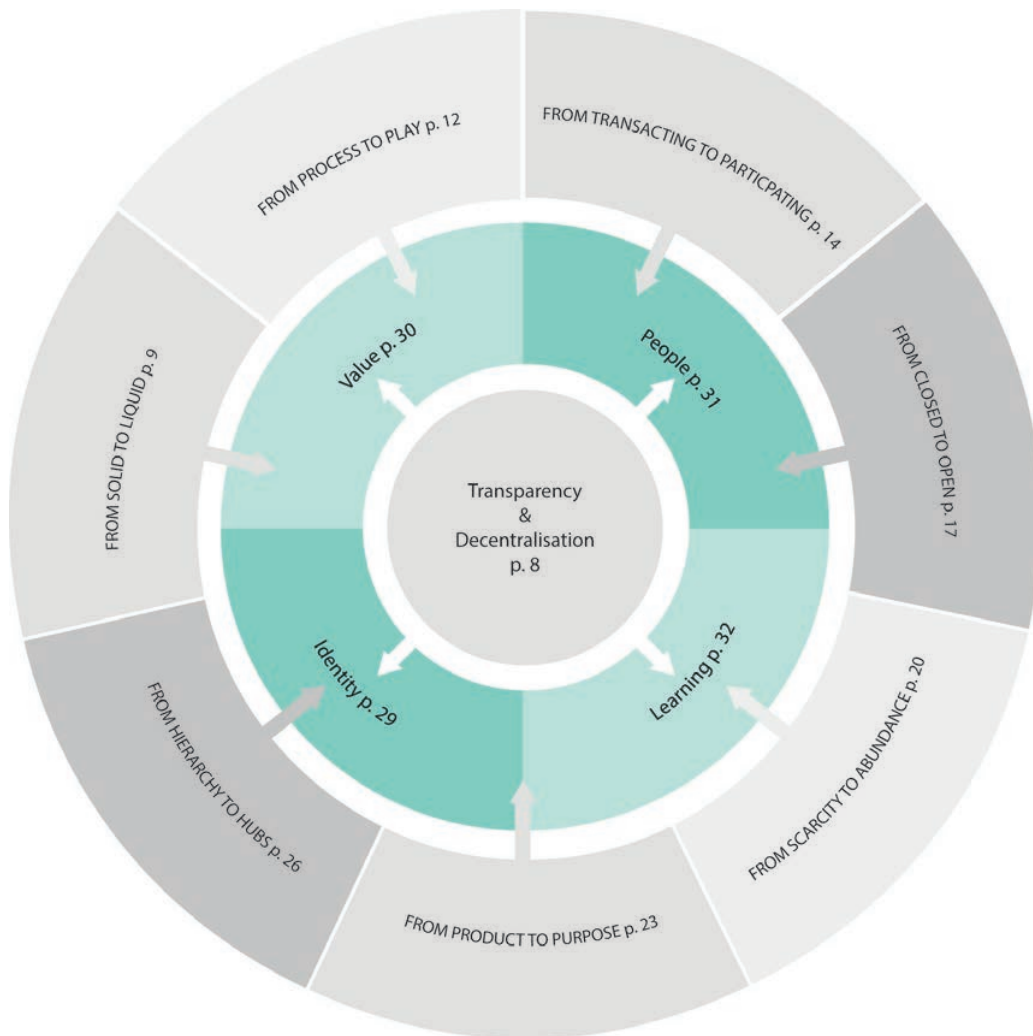 FROM PROCESS TO PLAY p. 12
FROM TRANSACTING TO PARTICPATING p. 14
FROM SOLID TO LIQUID p. 9
FROM CLOSED TO OPEN p. 17
Value p. 30
People p. 31
Transparency
&
Decentralisation
p. 8
Identity p. 29
Learning p. 32
FROM HIERARCHY TO HUBS p. 26
FROM SCARCITY TO ABUNDANCE p. 20
FROM PRODUCT TO PURPOSE p. 23